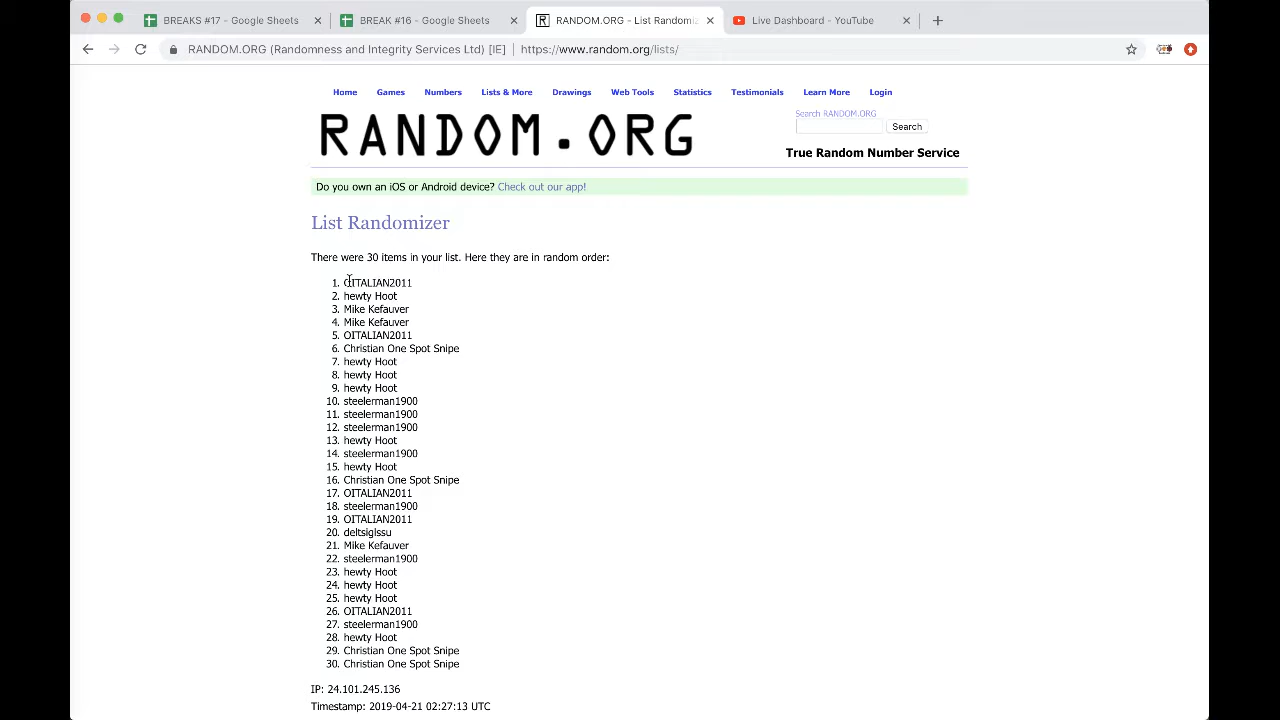 BREAKS #17 - Google Sheets
BREAK #16 - Google Sheets
RANDOM.ORG - List Randomiz
Live Dashboard - YouTube
RANDOM.ORG (Randomness and Integrity Services Ltd) [IE]
https://www.random.org/lists/
Home Games Numbers Lists & More Drawings Web Tools Statistics Testimonials Learn More Login
Search RANDOM.ORG
RANDOM.ORG
Search
True Random Number Service
Do you own an iOS or Android device? Check out our app!
List Randomizer
There were 30 items in your list. Here they are in random order:
1. OITALIAN2011
2. hewty Hoot
3. Mike Kefauver
4. Mike Kefauver
5. OITALIAN2011
6. Christian One Spot Snipe
7. hewty Hoot
8. hewty Hoot
9. hewty Hoot
10. steelerman1900
11. steelerman1900
12. steelerman1900
13. hewty Hoot
14. steelerman1900
15. hewty Hoot
16. Christian One Spot Snipe
17. OITALIAN2011
18. steelerman1900
19. OITALIAN2011
20. deltsiglssu
21. Mike Kefauver
22. steelerman1900
23. hewty Hoot
24. hewty Hoot
25. hewty Hoot
26. OITALIAN2011
27. steelerman1900
28. hewty Hoot
29. Christian One Spot Snipe
30. Christian One Spot Snipe
IP: 24.101.245.136
Timestamp: 2019-04-21 02:27:13 UTC